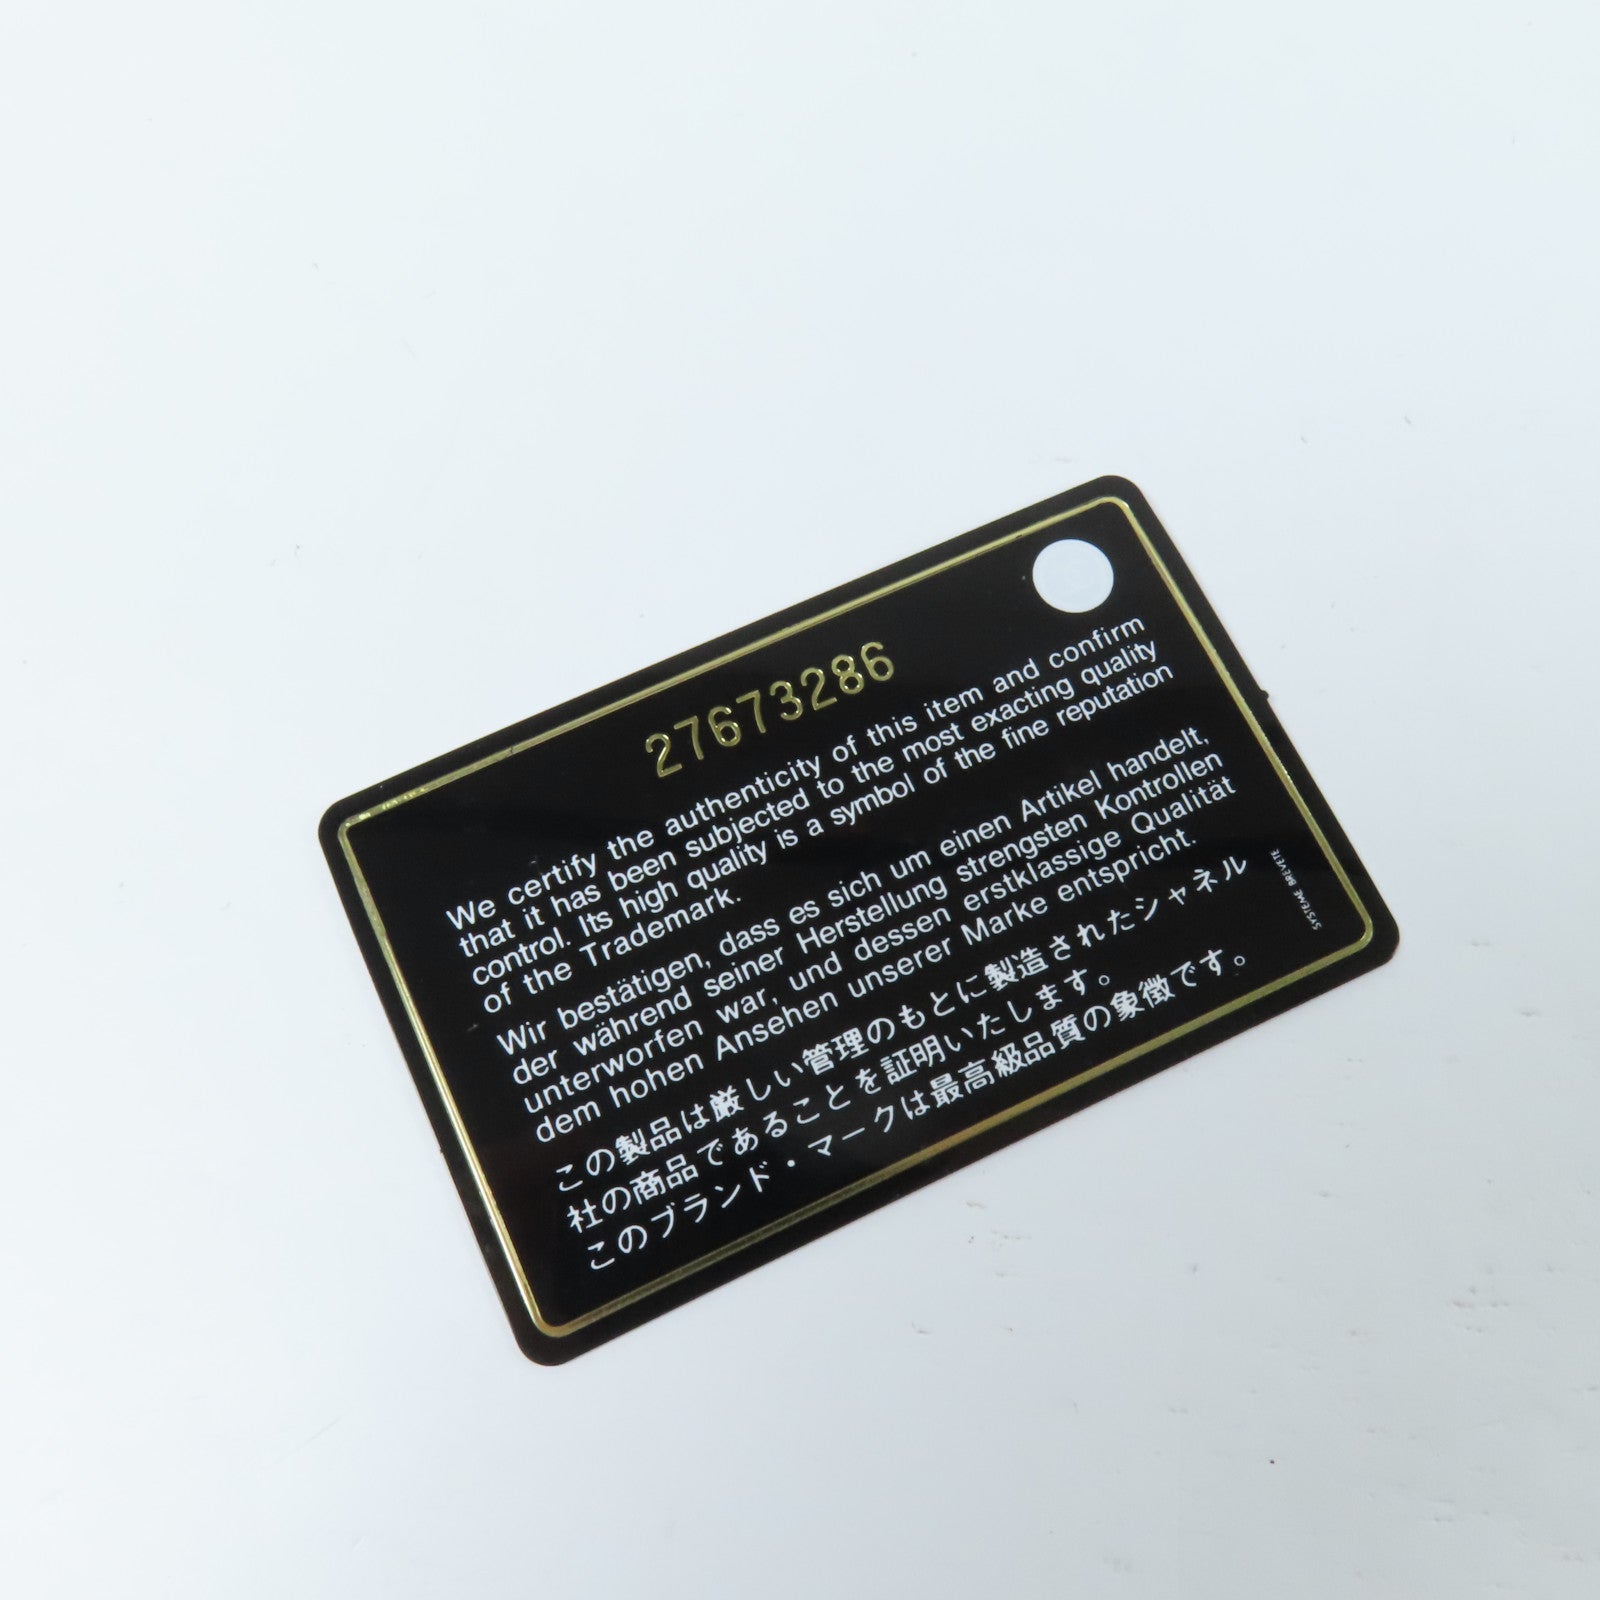 27673286
We certify the authenticity of this item and confirm
that it has been subjected to the most exacting quality
control. Its high quality is a symbol of the fine reputation
of the Trademark.
Wir bestätigen, dass es sich um einen Artikel handelt,
der während seiner Herstellung strengsten Kontrollen
unterworfen war, und dessen erstklassige Qualität
dem hohen Ansehen unserer Marke entspricht.
この製品は厳しい管理のもとに製造されたシャネル
社の商品であることを証明いたします。
このブランド・マークは最高級品質の象徴です。
SYSTEME BREVETE